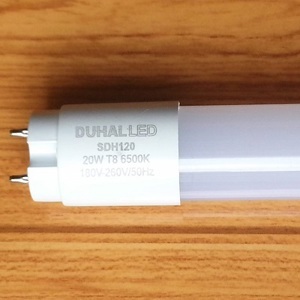 DUHAL LED
SDH120
20W T8 6500K
180V-260V/50Hz